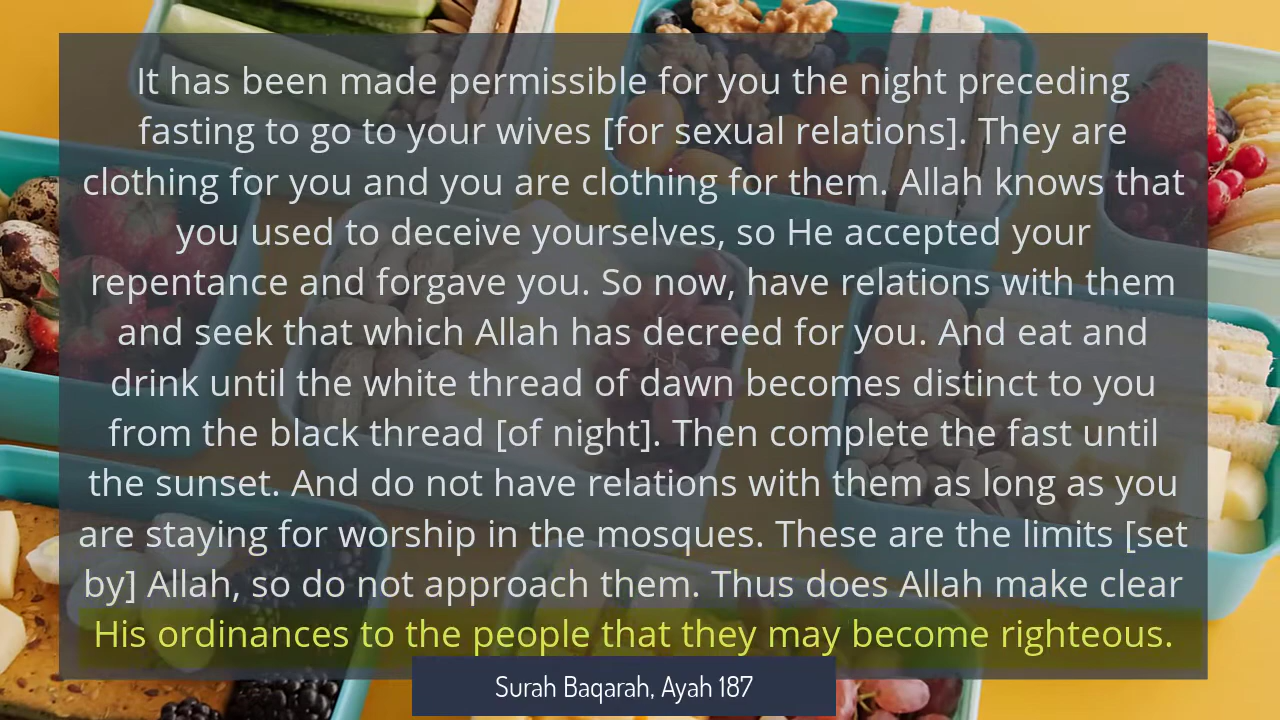 It has been made permissible for you the night preceding
fasting to go to your wives [for sexual relations]. They are
clothing for you and you are clothing for them. Allah knows that
you used to deceive yourselves, so He accepted your
repentance and forgave you. So now, have relations with them
and seek that which Allah has decreed for you. And eat and
drink until the white thread of dawn becomes distinct to you
from the black thread [of night]. Then complete the fast until
the sunset. And do not have relations with them as long as you
are staying for worship in the mosques. These are the limits [set
by] Allah, so do not approach them. Thus does Allah make clear
His ordinances to the people that they may become righteous.
Surah Baqarah, Ayah 187